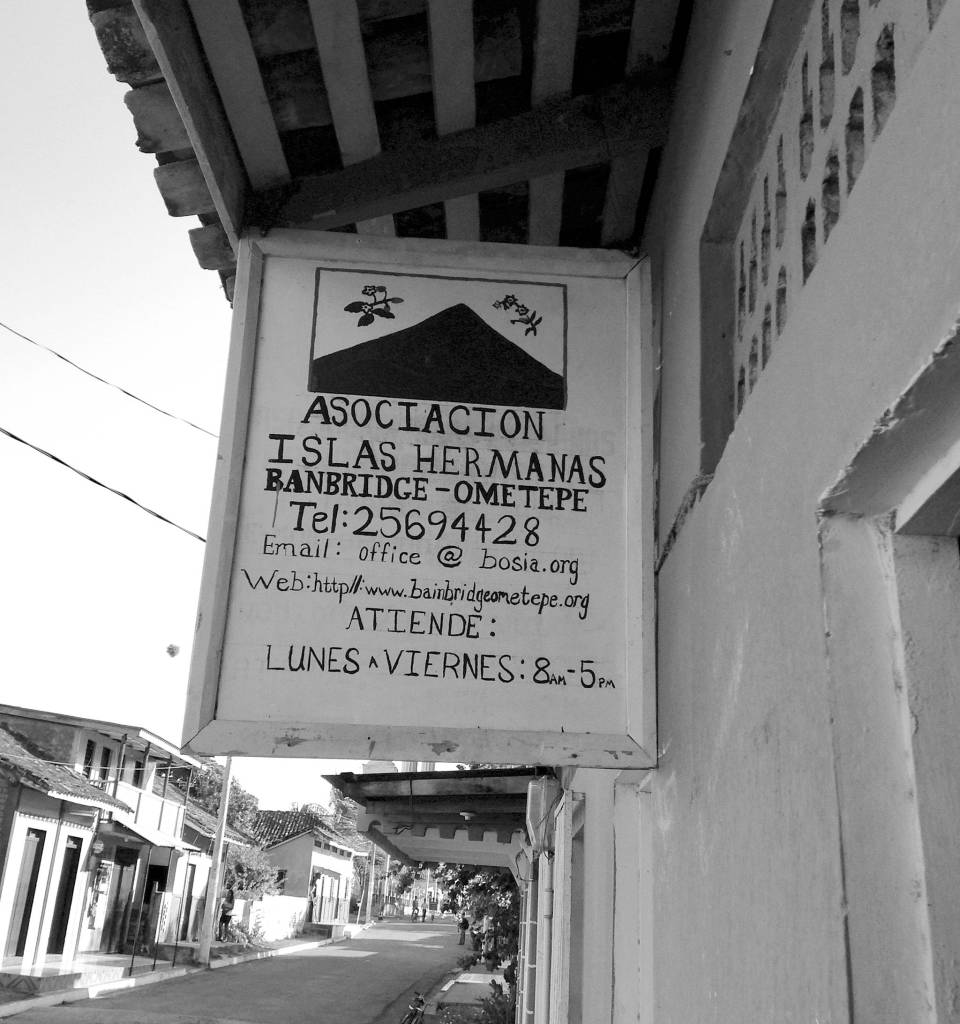 ASOCIACION
ISLAS HERMANAS
BANBRIDGE-OMETEPE
Tel:25694428
Email: office @ bosia.org
Web:http//:www.bainbridgeometepe.org
ATIENDE:
LUNES A VIERNES: 8AM-5PM